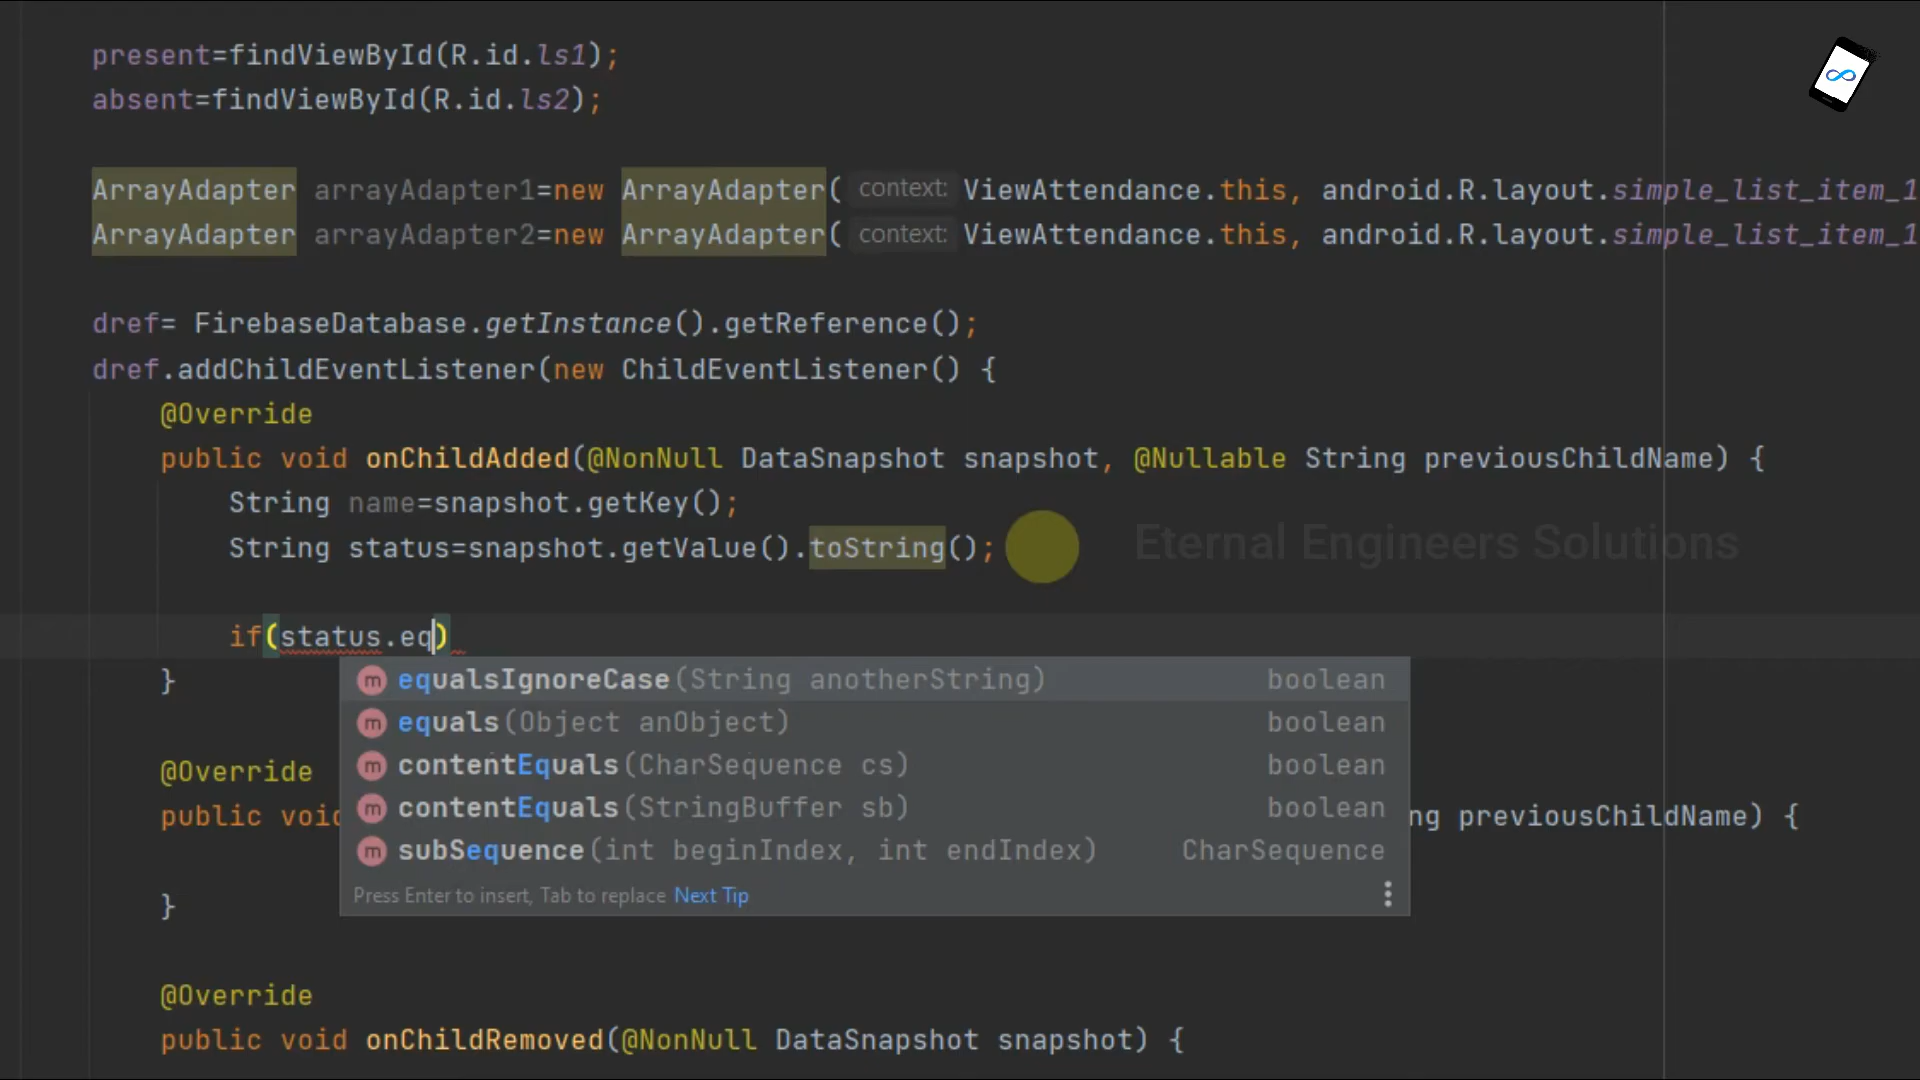 present=findViewById(R.id.ls1);
absent=findViewById(R.id.ls2);
ArrayAdapter arrayAdapter1=new ArrayAdapter( context: ViewAttendance.this, android.R.layout.simple_list_item_1
ArrayAdapter arrayAdapter2=new ArrayAdapter( context: ViewAttendance.this, android.R.layout.simple_list_item_1
dref= FirebaseDatabase.getInstance().getReference();
dref.addChildEventListener(new ChildEventListener() {
@Override
public void onChildAdded(@NonNull DataSnapshot snapshot, @Nullable String previousChildName) {
String name=snapshot.getKey();
String status=snapshot.getValue().toString();
Eternal Engineers Solutions
if(status.eq)
}
equalsIgnoreCase(String anotherString) boolean
equals(Object anObject) boolean
contentEquals(CharSequence cs) boolean
contentEquals(StringBuffer sb) boolean
subSequence(int beginIndex, int endIndex) CharSequence
Press Enter to insert, Tab to replace Next Tip
@Override
public void ng previousChildName) {
}
@Override
public void onChildRemoved(@NonNull DataSnapshot snapshot) {